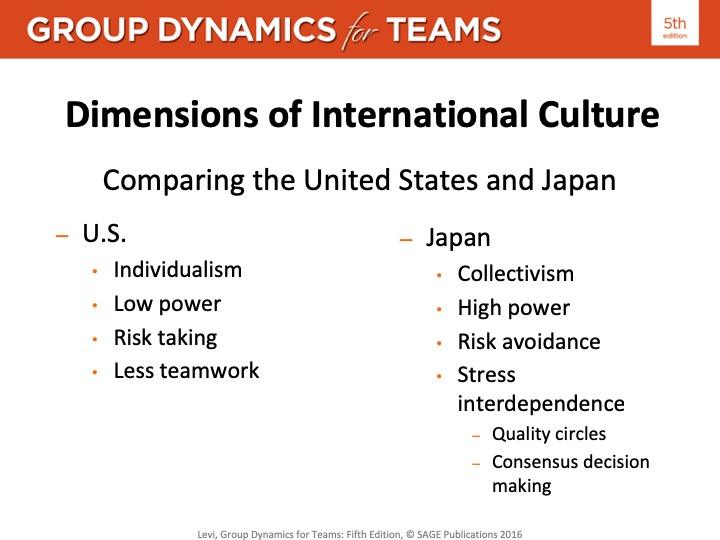 GROUP DYNAMICS for TEAMS
5th
edition
Dimensions of International Culture
Comparing the United States and Japan
– U.S.
• Individualism
• Low power
• Risk taking
• Less teamwork
– Japan
• Collectivism
• High power
• Risk avoidance
• Stress
interdependence
– Quality circles
– Consensus decision
making
Levi, Group Dynamics for Teams: Fifth Edition, © SAGE Publications 2016